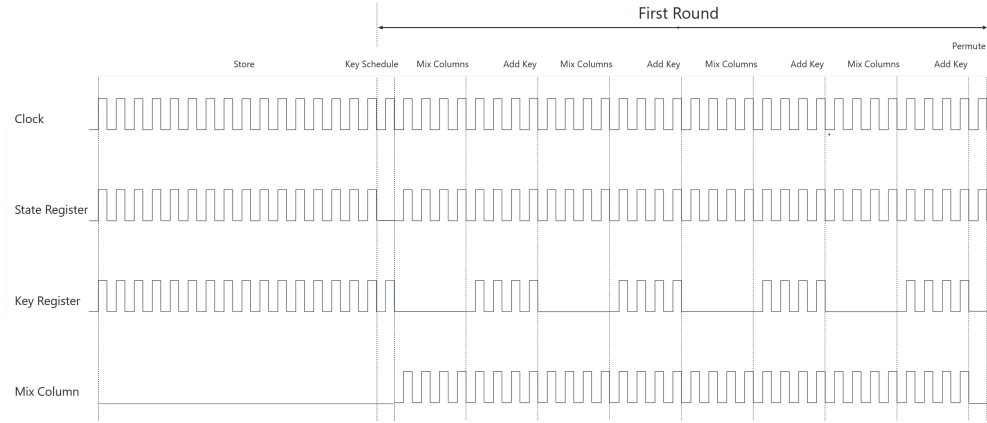 First Round
Permute
Store Key Schedule Mix Columns Add Key Mix Columns Add Key Mix Columns Add Key Mix Columns Add Key
Clock
State Register
Key Register
Mix Column